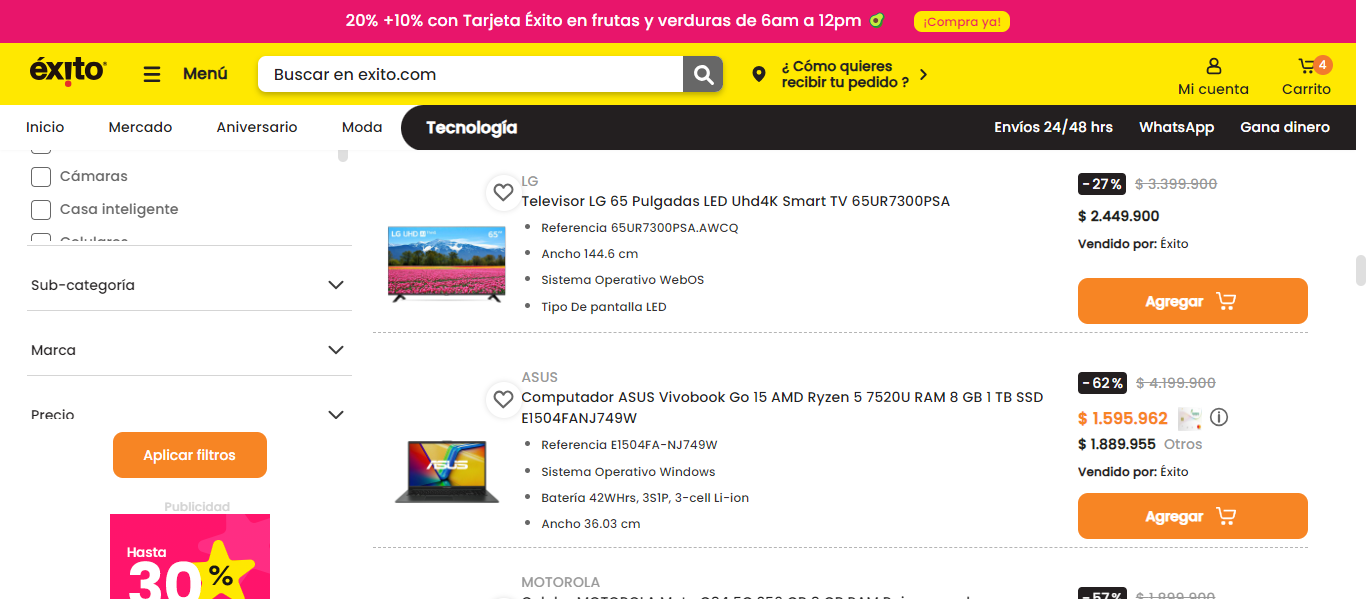 20% +10% con Tarjeta Éxito en frutas y verduras de 6am a 12pm
¡Compra ya!
éxito
Menú
Buscar en exito.com
¿ Cómo quieres
recibir tu pedido ?
Mi cuenta
4
Carrito
Inicio
Mercado
Aniversario
Moda
Tecnología
Envíos 24/48 hrs
WhatsApp
Gana dinero
Cámaras
Casa inteligente
Celulares
Sub-categoría
Marca
Precio
Aplicar filtros
Publicidad
Hasta
30%
LG
Televisor LG 65 Pulgadas LED Uhd4K Smart TV 65UR7300PSA
Referencia 65UR7300PSA.AWCQ
Ancho 144.6 cm
Sistema Operativo WebOS
Tipo De pantalla LED
LG UHD
65"
- 27 %
$ 3.399.900
$ 2.449.900
Vendido por: Éxito
Agregar
ASUS
Computador ASUS Vivobook Go 15 AMD Ryzen 5 7520U RAM 8 GB 1 TB SSD
E1504FANJ749W
Referencia E1504FA-NJ749W
Sistema Operativo Windows
Batería 42WHrs, 3S1P, 3-cell Li-ion
Ancho 36.03 cm
ASUS
- 62 %
$ 4.199.900
$ 1.595.962
$ 1.889.955 Otros
Vendido por: Éxito
Agregar
MOTOROLA
- 57 %
$ 1.899.900